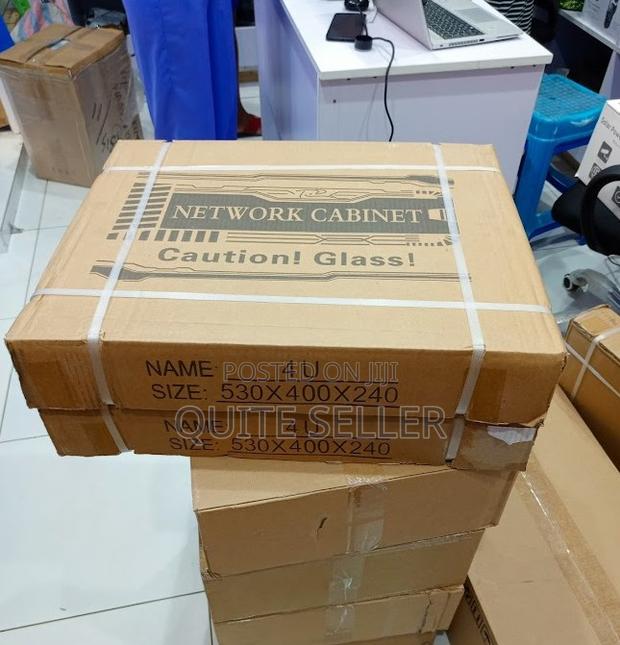 NETWORK CABINET
Caution! Glass!
NAME 4U
SIZE: 530X400X240
NAME 4U
SIZE: 530X400X240
POSTED ON JIJI
QUITE SELLER